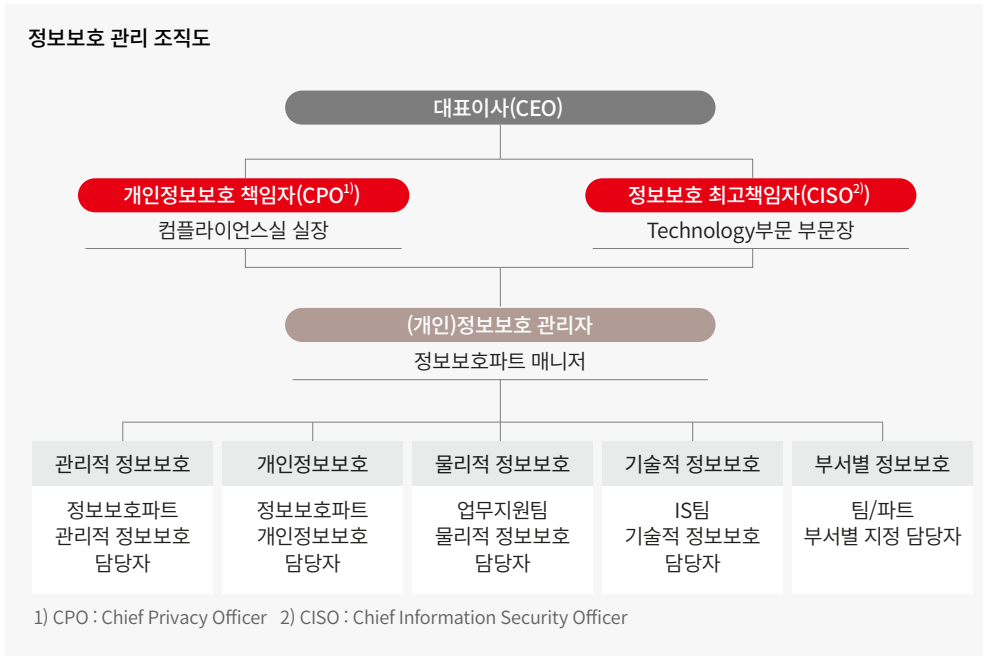 정보보호 관리 조직도
대표이사(CEO)
개인정보보호 책임자(CPO1))
컴플라이언스실 실장
정보보호 최고책임자(CISO2))
Technology부문 부문장
(개인)정보보호 관리자
정보보호파트 매니저
관리적 정보보호
정보보호파트
관리적 정보보호
담당자
개인정보보호
정보보호파트
개인정보보호
담당자
물리적 정보보호
업무지원팀
물리적 정보보호
담당자
기술적 정보보호
IS팀
기술적 정보보호
담당자
부서별 정보보호
팀/파트
부서별 지정 담당자
1) CPO : Chief Privacy Officer 2) CISO : Chief Information Security Officer